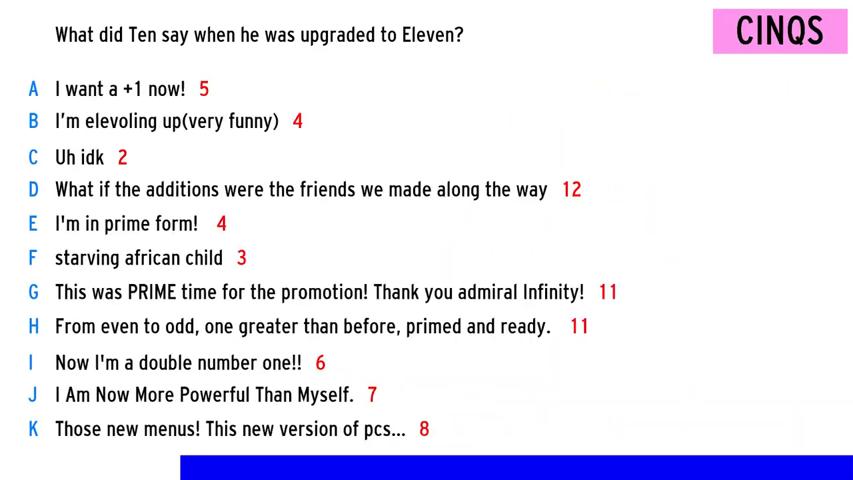 CINQS
What did Ten say when he was upgraded to Eleven?
A I want a +1 now! 5
B I'm elevoling up(very funny) 4
C Uh idk 2
D What if the additions were the friends we made along the way 12
E I'm in prime form! 4
F starving african child 3
G This was PRIME time for the promotion! Thank you admiral Infinity! 11
H From even to odd, one greater than before, primed and ready. 11
I Now I'm a double number one!! 6
J I Am Now More Powerful Than Myself. 7
K Those new menus! This new version of pcs... 8